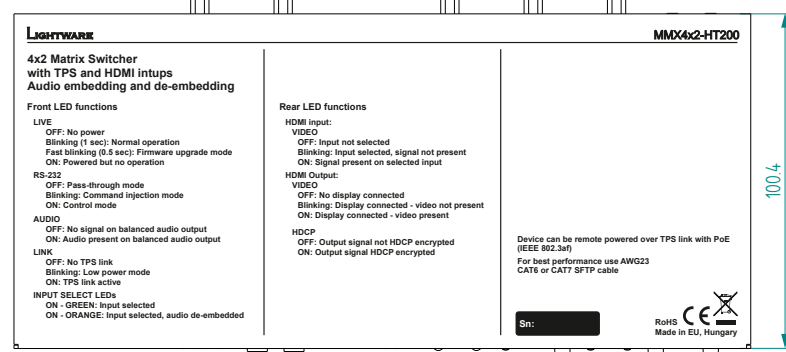 LIGHTWARE
MMX4x2-HT200
4x2 Matrix Switcher
with TPS and HDMI intups
Audio embedding and de-embedding
Front LED functions
LIVE
OFF: No power
Blinking (1 sec): Normal operation
Fast blinking (0.5 sec): Firmware upgrade mode
ON: Powered but no operation
RS-232
OFF: Pass-through mode
Blinking: Command injection mode
ON: Control mode
AUDIO
OFF: No signal on balanced audio output
ON: Audio present on balanced audio output
LINK
OFF: No TPS link
Blinking: Low power mode
ON: TPS link active
INPUT SELECT LEDs
ON - GREEN: Input selected
ON - ORANGE: Input selected, audio de-embedded
Rear LED functions
HDMI input:
VIDEO
OFF: Input not selected
Blinking: Input selected, signal not present
ON: Signal present on selected input
HDMI Output:
VIDEO
OFF: No display connected
Blinking: Display connected - video not present
ON: Display connected - video present
HDCP
OFF: Output signal not HDCP encrypted
ON: Output signal HDCP encrypted
Device can be remote powered over TPS link with PoE
(IEEE 802.3af)
For best performance use AWG23
CAT6 or CAT7 SFTP cable
Sn:
RoHS CE
Made in EU, Hungary
100.4